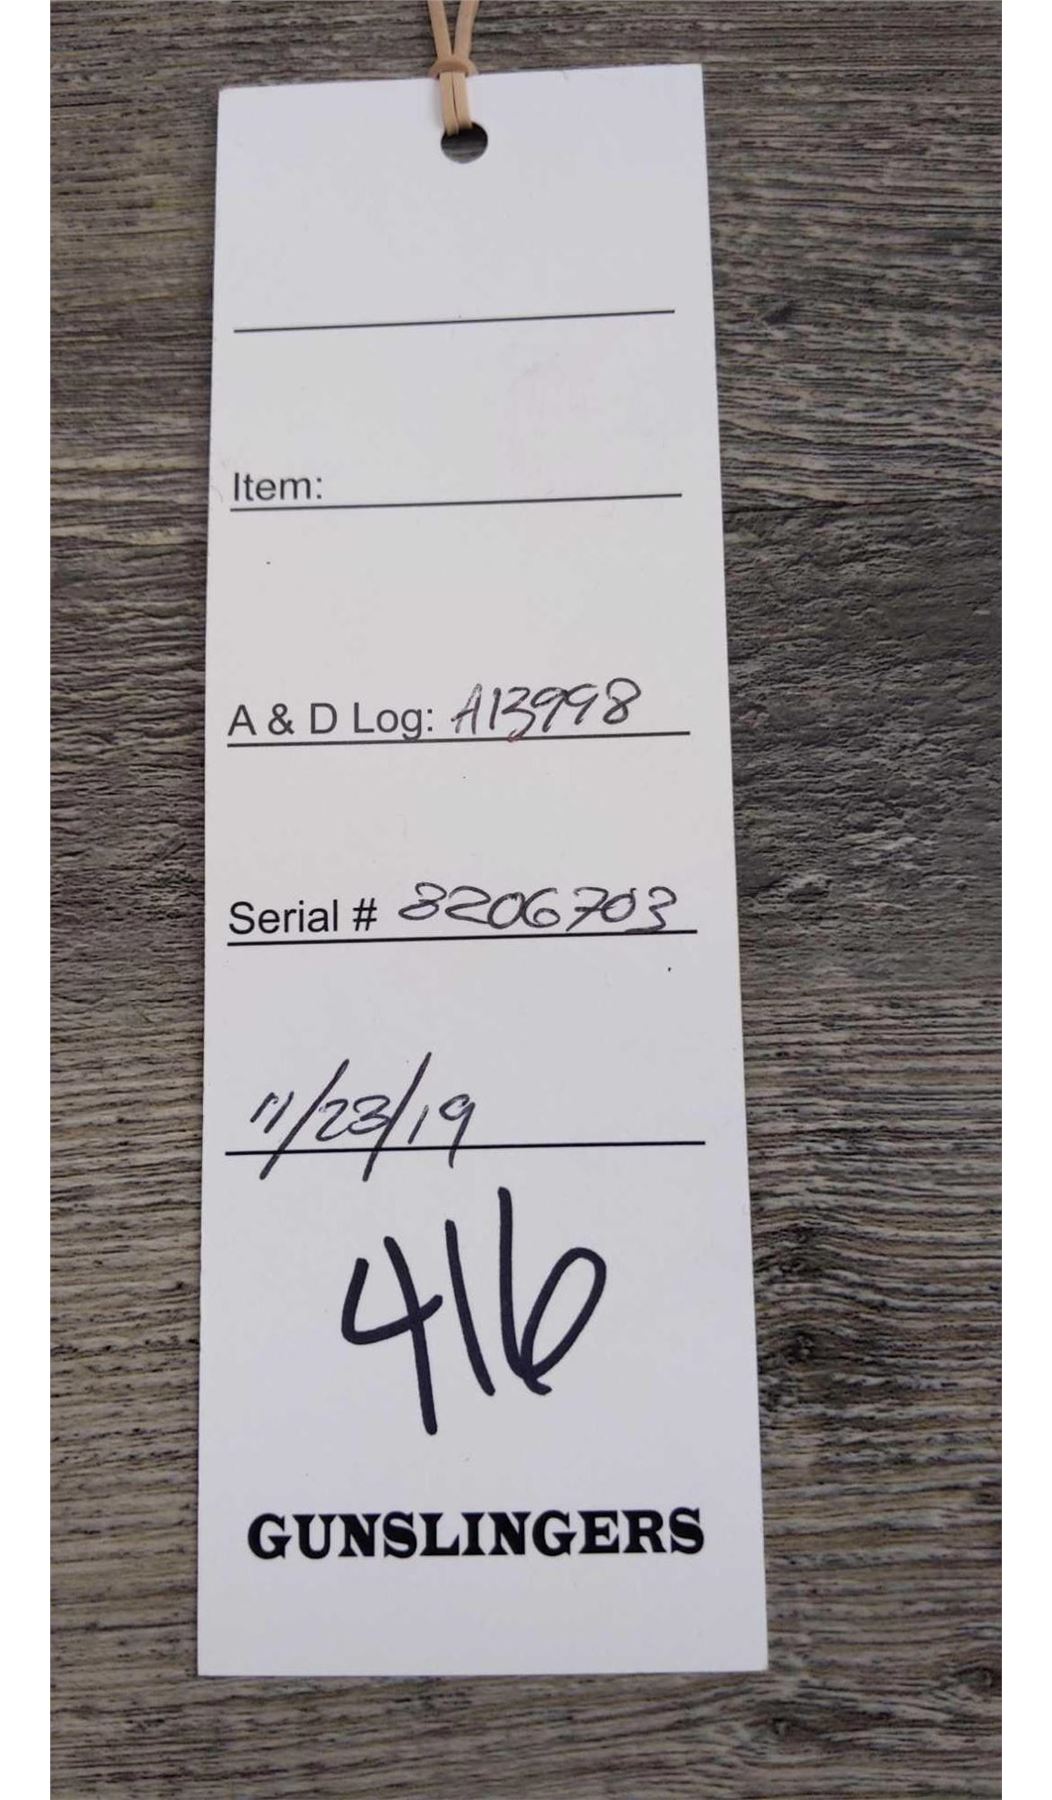 Item:
A & D Log: A13998
Serial # 8206703
11/23/19
416
GUNSLINGERS